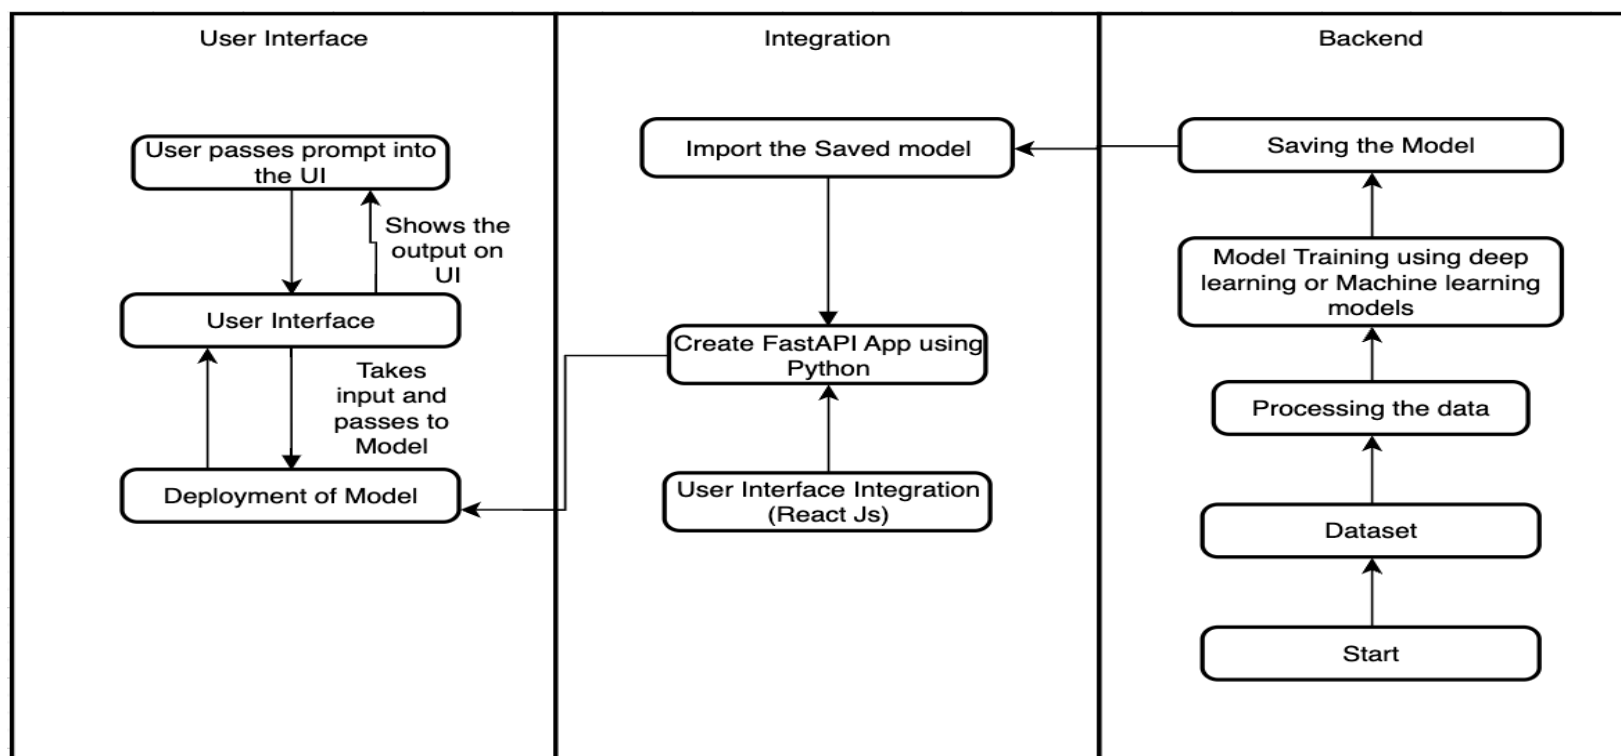 User Interface
User passes prompt into
the UI
Shows the
output on
UI
User Interface
Takes
input and
passes to
Model
Deployment of Model
Integration
Import the Saved model
Create FastAPI App using
Python
User Interface Integration
(React Js)
Backend
Saving the Model
Model Training using deep
learning or Machine learning
models
Processing the data
Dataset
Start